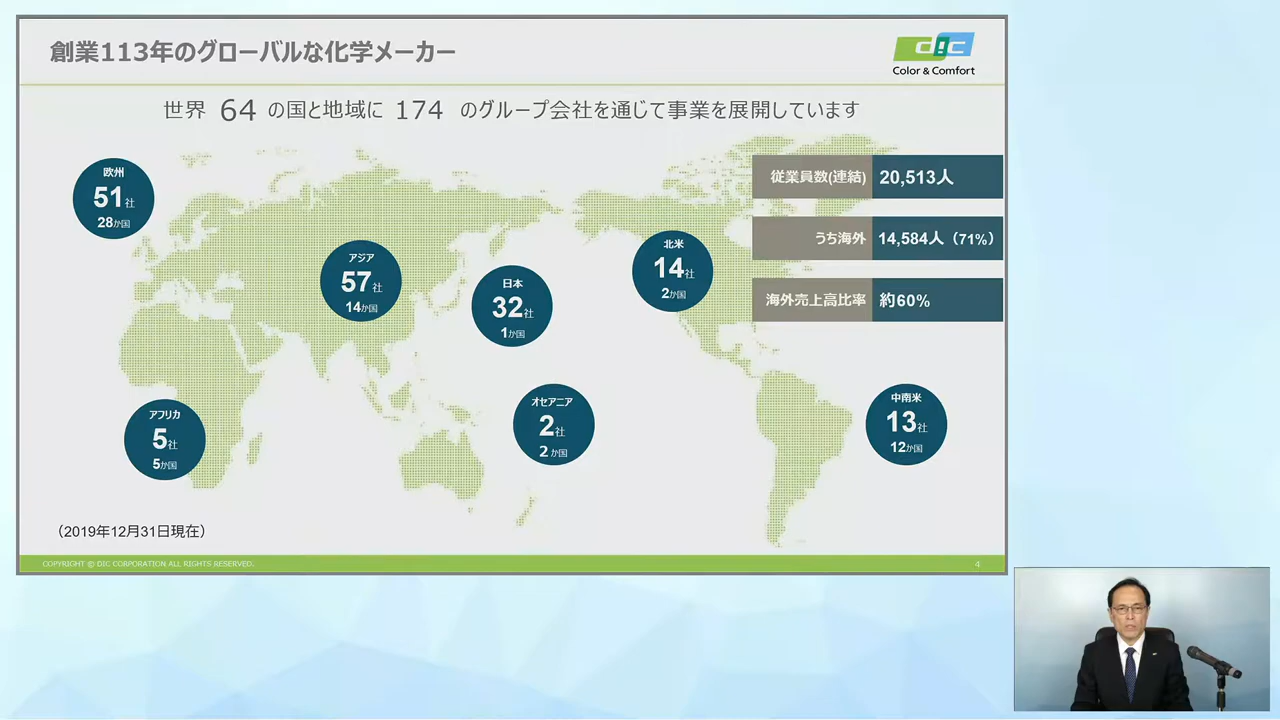 創業113年のグローバルな化学メーカー
dic
Color & Comfort
世界 64 の国と地域に 174 のグループ会社を通じて事業を展開しています
欧州
51社
28か国
アジア
57社
14か国
日本
32社
1か国
北米
14社
2か国
従業員数(連結) 20,513人
うち海外 14,584人（71%）
海外売上高比率 約60%
アフリカ
5社
5か国
オセアニア
2社
2か国
中南米
13社
12か国
（2019年12月31日現在）
COPYRIGHT © DIC CORPORATION ALL RIGHTS RESERVED.
4